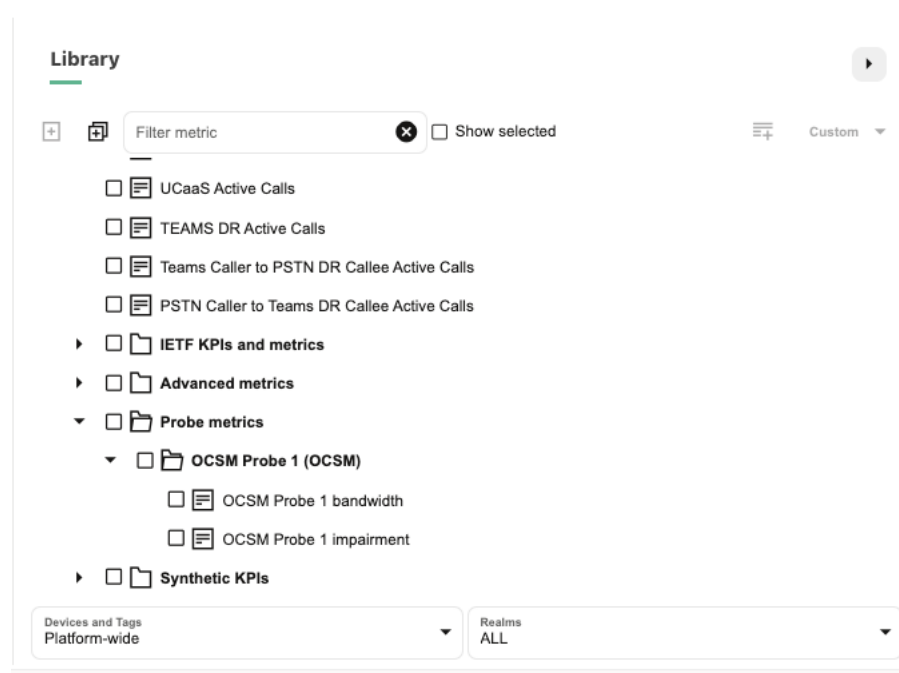 Library
Filter metric
Show selected
Custom
UCaaS Active Calls
TEAMS DR Active Calls
Teams Caller to PSTN DR Callee Active Calls
PSTN Caller to Teams DR Callee Active Calls
IETF KPIs and metrics
Advanced metrics
Probe metrics
OCSM Probe 1 (OCSM)
OCSM Probe 1 bandwidth
OCSM Probe 1 impairment
Synthetic KPIs
Devices and Tags
Platform-wide
Realms
ALL